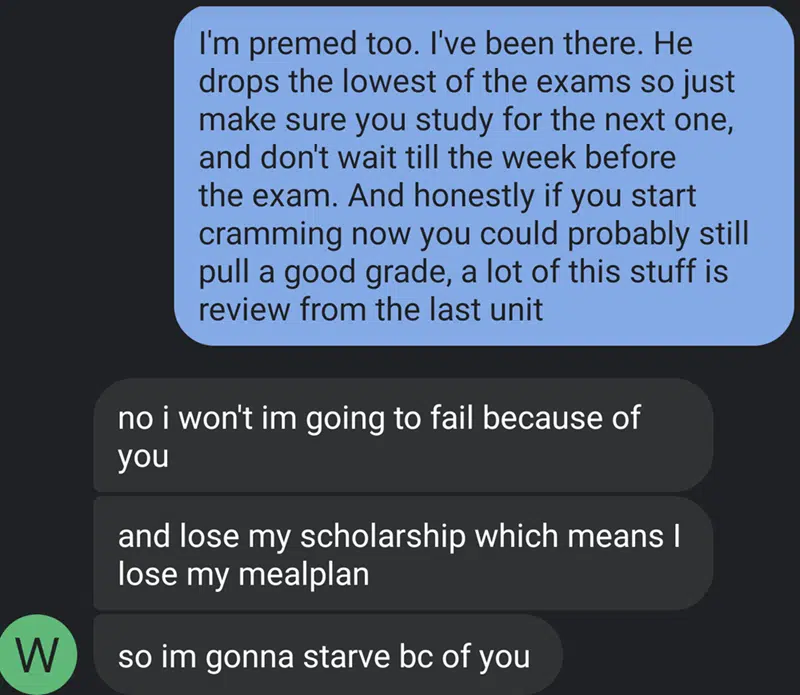 I'm premed too. I've been there. He
drops the lowest of the exams so just
make sure you study for the next one,
and don't wait till the week before
the exam. And honestly if you start
cramming now you could probably still
pull a good grade, a lot of this stuff is
review from the last unit
no i won't im going to fail because of
you
and lose my scholarship which means I
lose my mealplan
W
so im gonna starve bc of you